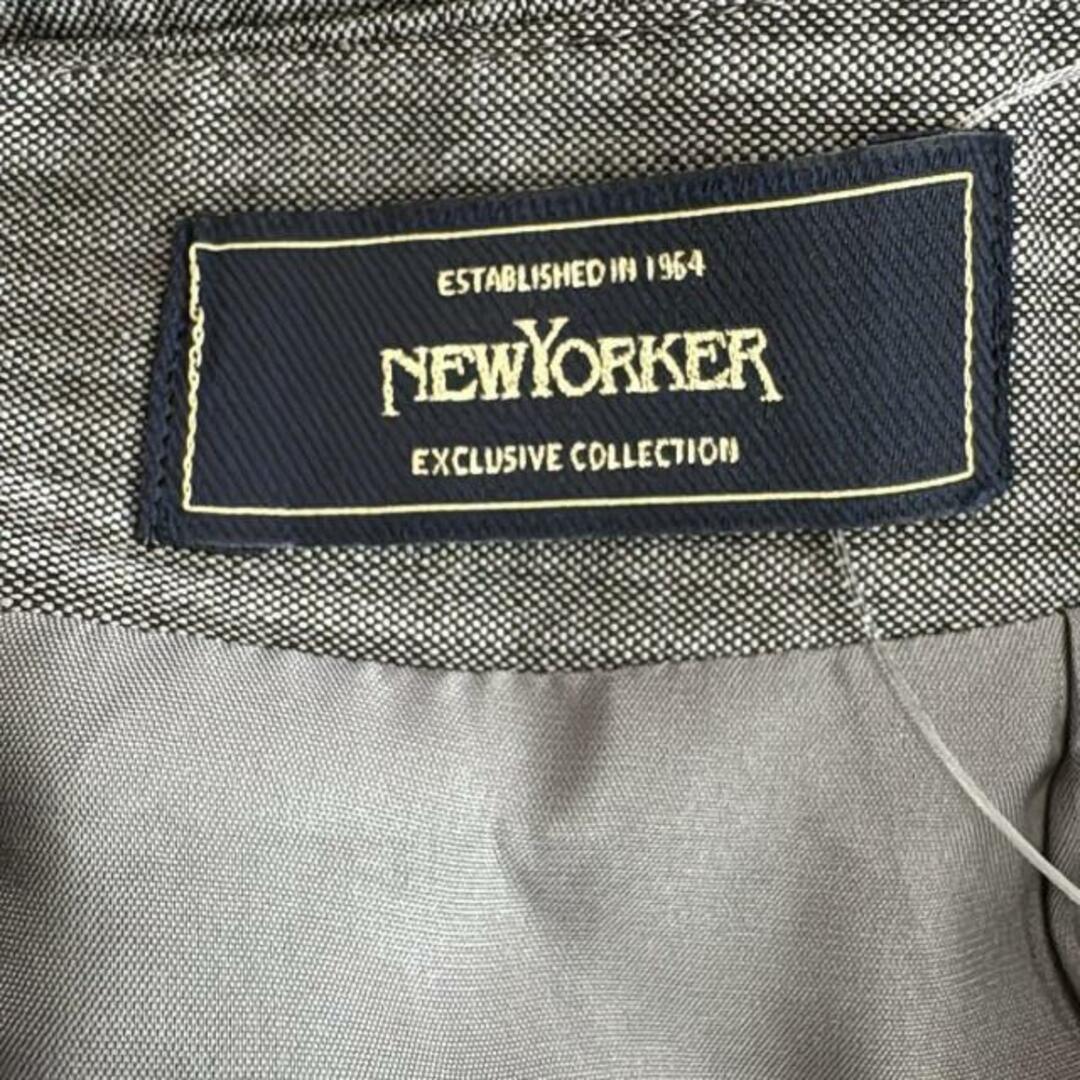 ESTABLISHED IN 1964
NEWYORKER
EXCLUSIVE COLLECTION